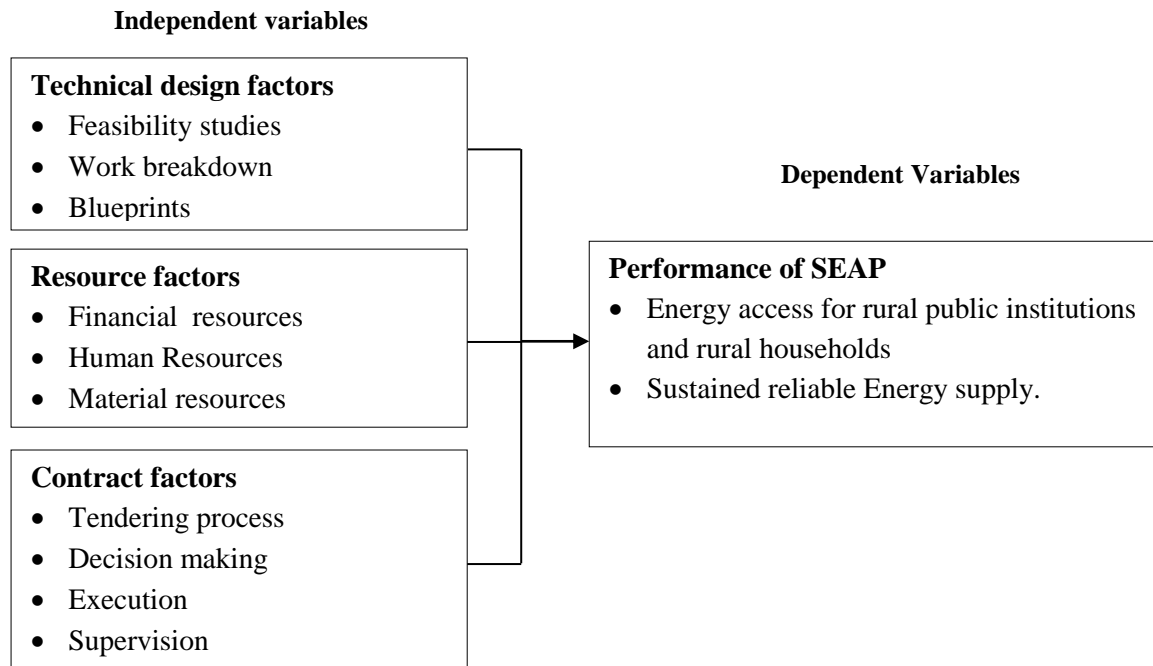 Independent variables
Technical design factors
• Feasibility studies
• Work breakdown
• Blueprints
Resource factors
• Financial  resources
• Human Resources
• Material resources
Contract factors
• Tendering process
• Decision making
• Execution
• Supervision
Dependent Variables
Performance of SEAP
• Energy access for rural public institutions
and rural households
• Sustained reliable Energy supply.